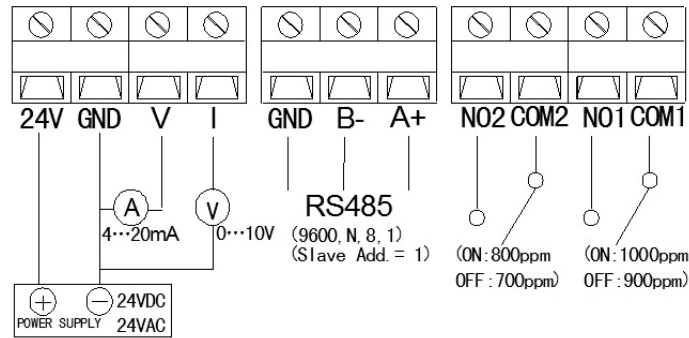 24V GND V I GND B- A+ NO2 COM2 NO1 COM1
A
4…20mA
V
0…10V
RS485
(9600,N,8,1)
(Slave Add.= 1)
(ON:800ppm
OFF:700ppm)
(ON:1000ppm
OFF:900ppm)
+ − 24VDC
POWER SUPPLY 24VAC